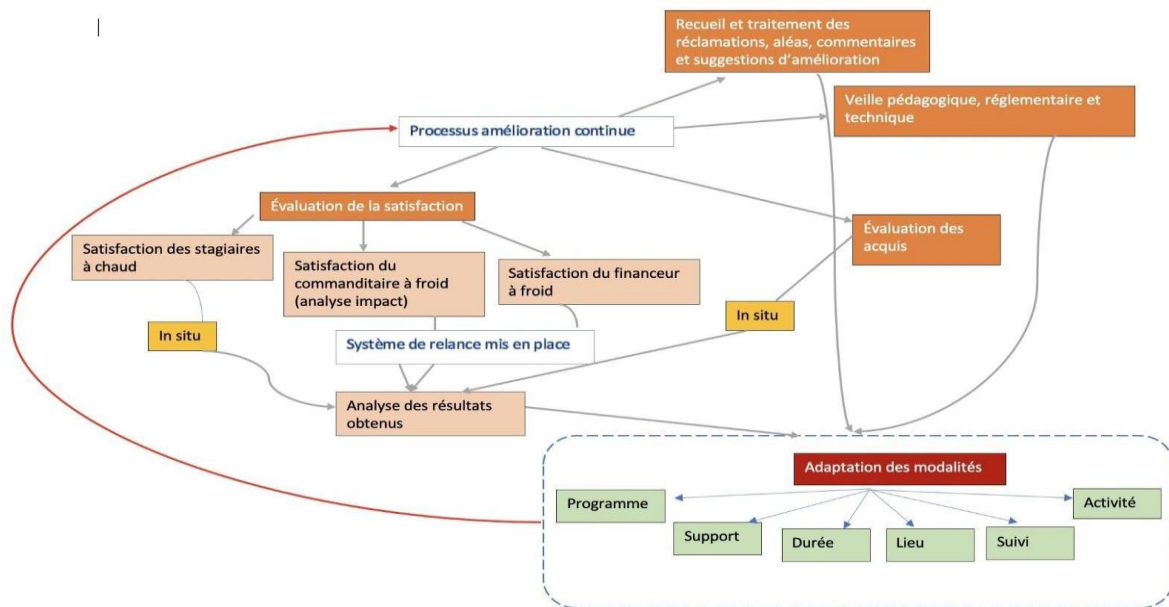 Recueil et traitement des
réclamations, aléas, commentaires
et suggestions d'amélioration
Veille pédagogique, réglementaire et
technique
Processus amélioration continue
Évaluation de la satisfaction
Évaluation des
acquis
Satisfaction des stagiaires
à chaud
Satisfaction du
commanditaire à froid
(analyse impact)
Satisfaction du financeur
à froid
In situ
In situ
Système de relance mis en place
Analyse des résultats
obtenus
Adaptation des modalités
Programme
Support
Durée
Lieu
Suivi
Activité